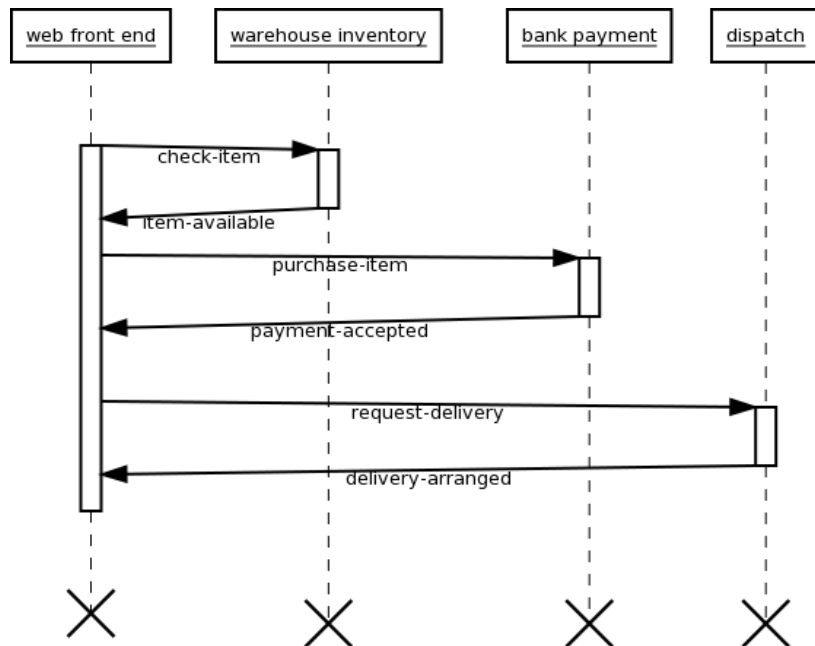 web front end
warehouse inventory
bank payment
dispatch
check-item
item-available
purchase-item
payment-accepted
request-delivery
delivery-arranged